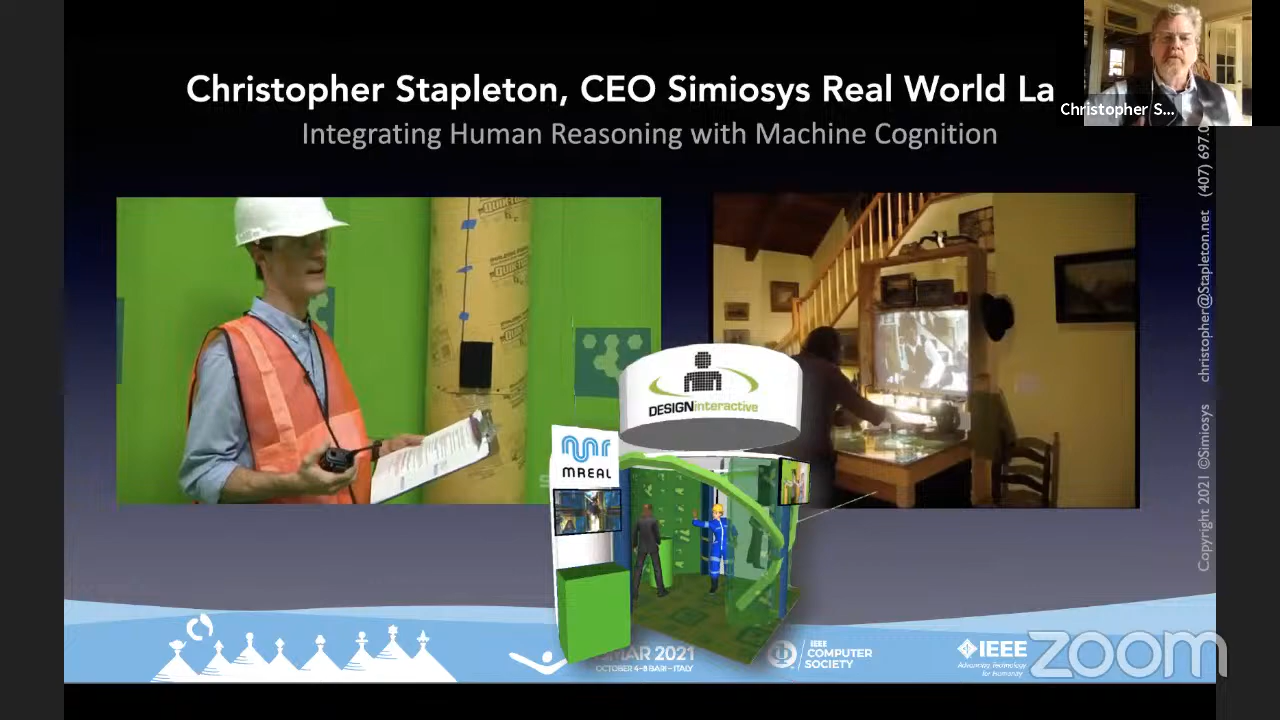 Christopher Stapleton, CEO Simiosys Real World La
Integrating Human Reasoning with Machine Cognition
Christopher S...
Copyright 2021 ©Simiosys christopher@Stapleton.net (407) 697.0
DESIGNinteractive
MREAL
MAR 2021
OCTOBER 4-8 BARI - ITALY
IEEE
COMPUTER
SOCIETY
IEEE
Advancing Technology
for Humanity
zoom